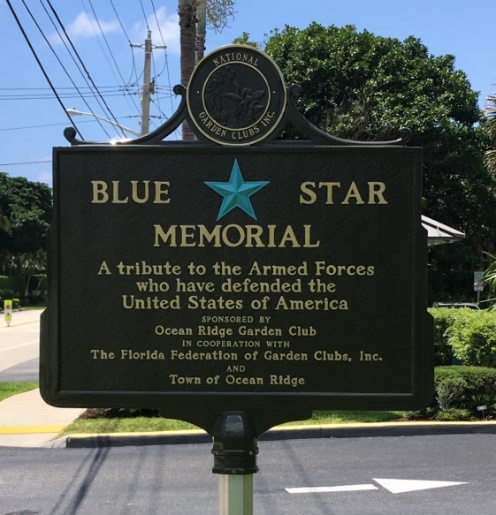 NATIONAL
GARDEN CLUBS INC.
BLUE STAR
MEMORIAL
A tribute to the Armed Forces
who have defended the
United States of America
SPONSORED BY
Ocean Ridge Garden Club
IN COOPERATION WITH
The Florida Federation of Garden Clubs, Inc.
AND
Town of Ocean Ridge